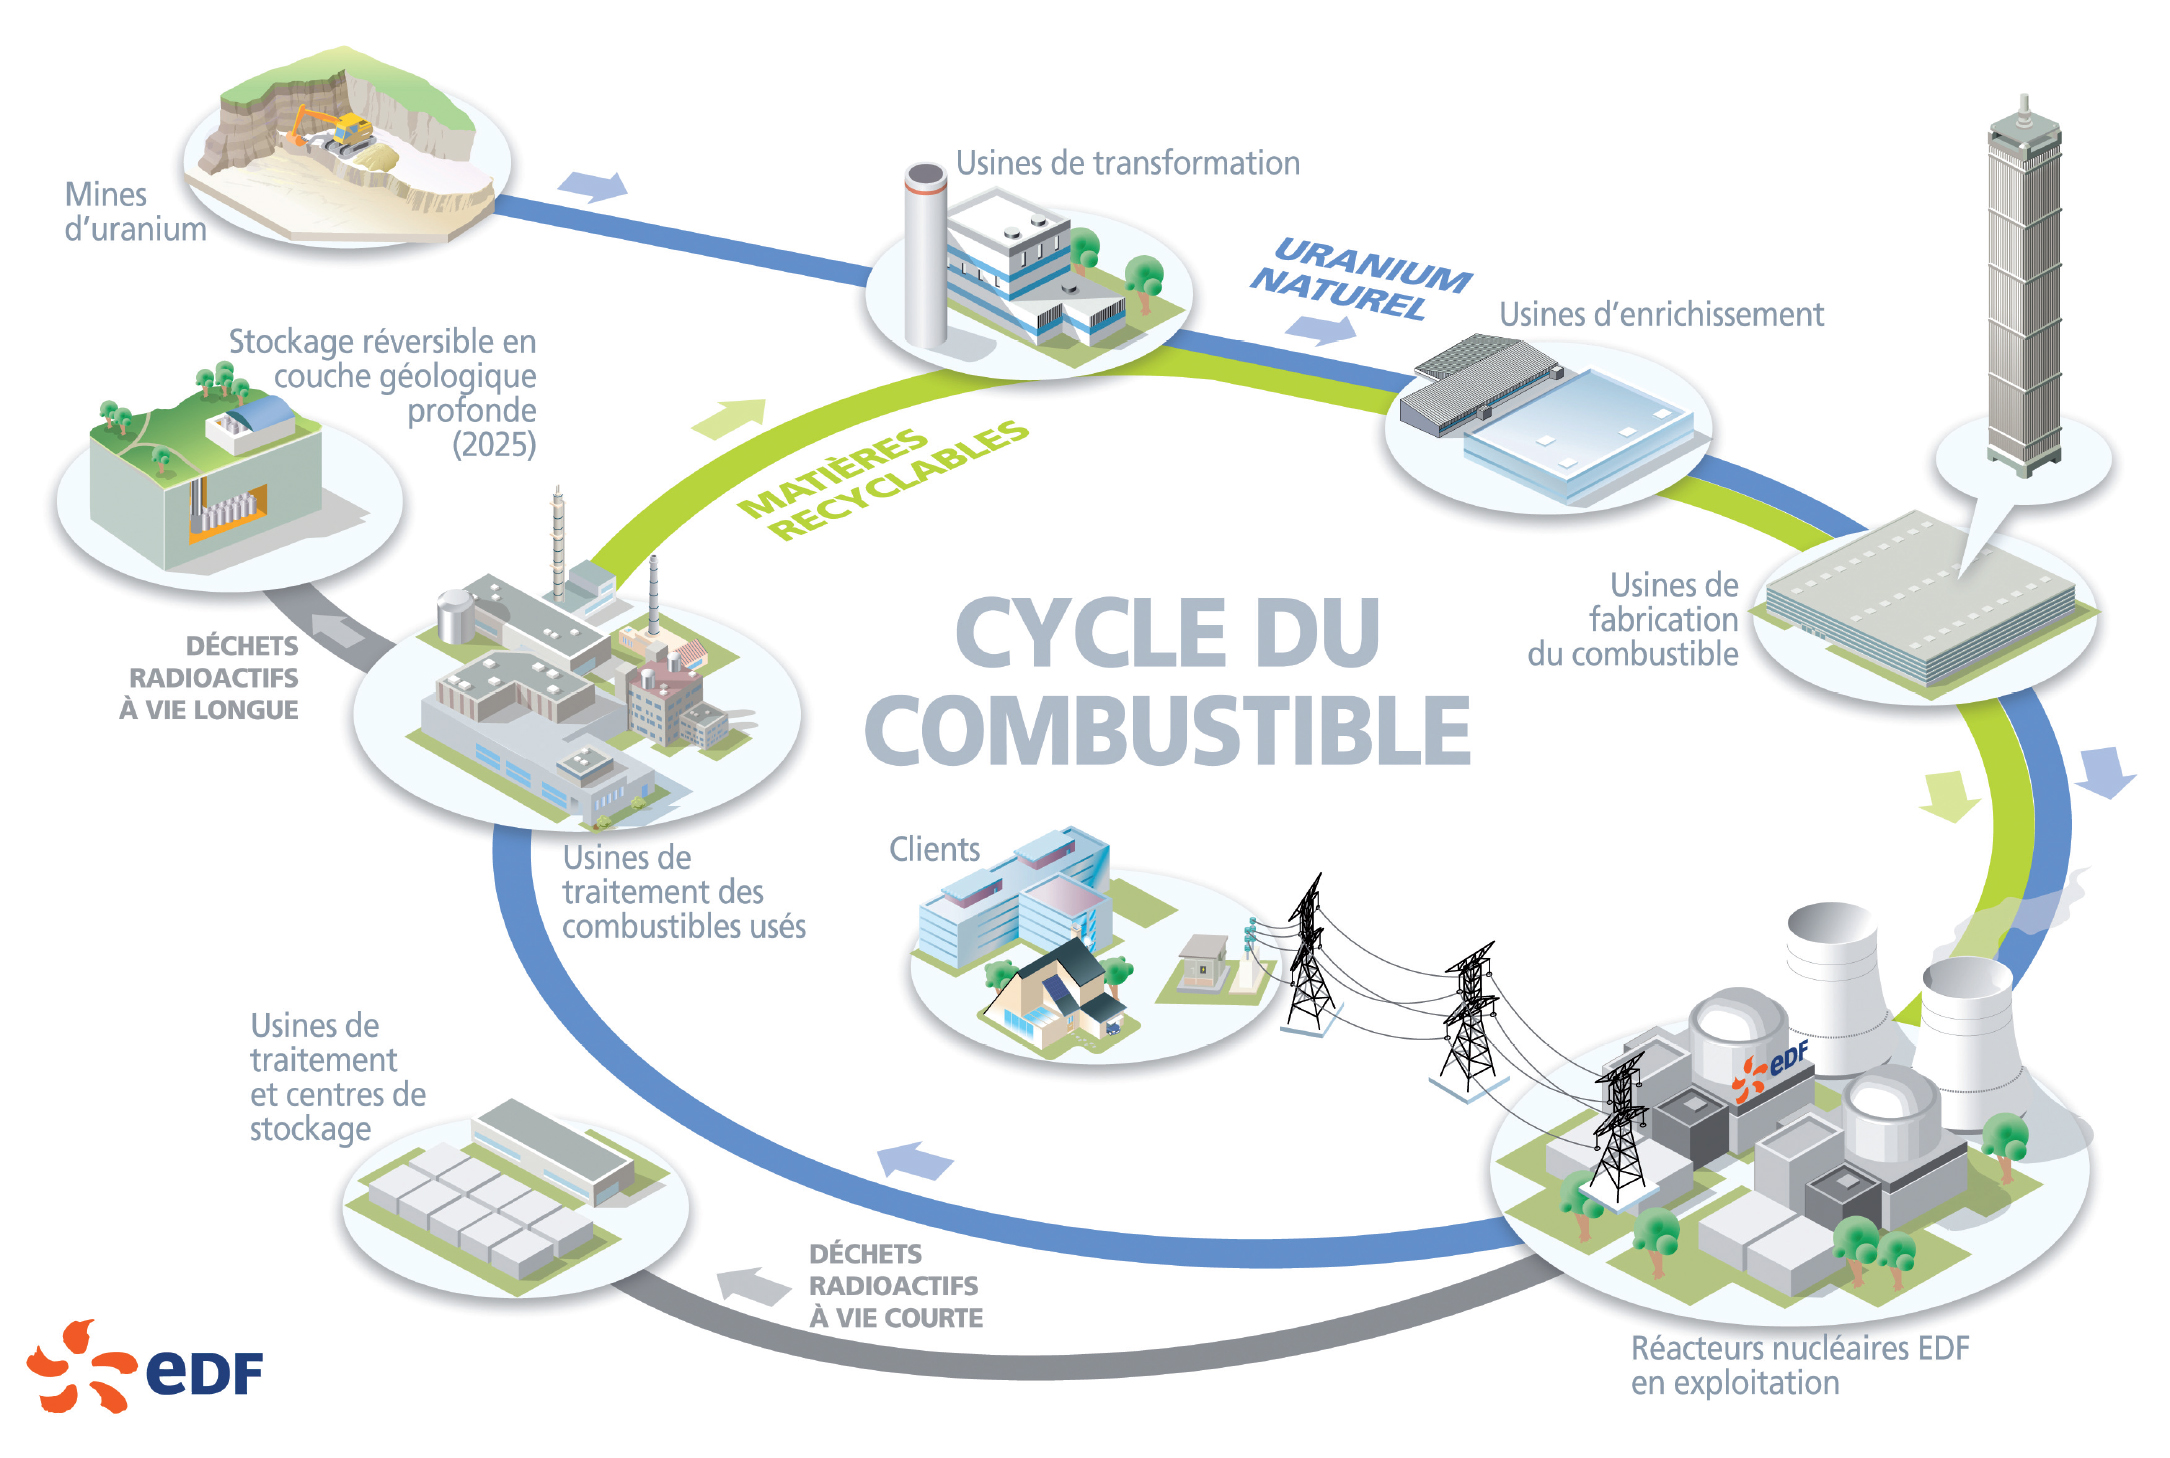 Mines
d'uranium
Usines de transformation
URANIUM
NATUREL
Usines d'enrichissement
Stockage réversible en
couche géologique
profonde
(2025)
MATIÈRES
RECYCLABLES
CYCLE DU
COMBUSTIBLE
Usines de
fabrication
du combustible
DÉCHETS
RADIOACTIFS
À VIE LONGUE
Usines de
traitement des
combustibles usés
Clients
Usines de
traitement
et centres de
stockage
eDF
DÉCHETS
RADIOACTIFS
À VIE COURTE
Réacteurs nucléaires EDF
en exploitation
eDF